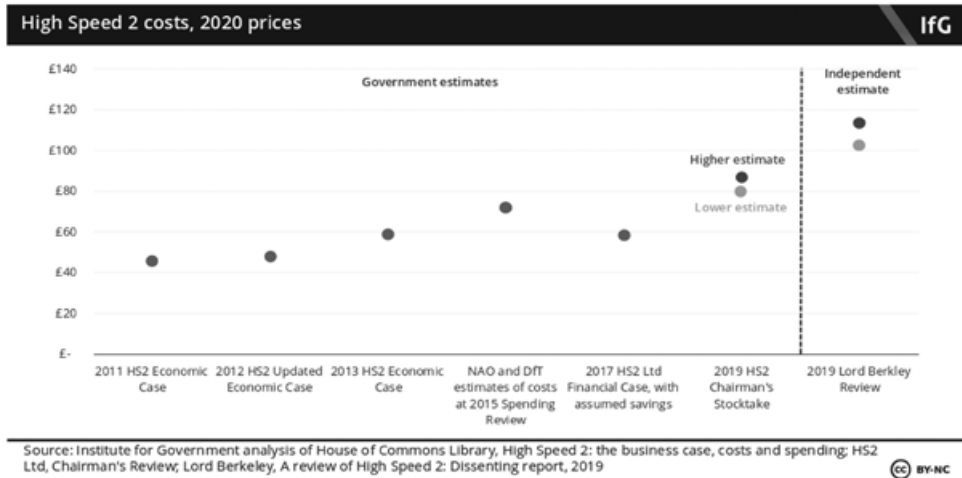 High Speed 2 costs, 2020 prices
IfG
£140
£120
£100
£80
£60
£40
£20
£-
Government estimates
Independent
estimate
Higher estimate
Lower estimate
2011 HS2 Economic
Case
2012 HS2 Updated
Economic Case
2013 HS2 Economic
Case
NAO and DfT
estimates of costs
at 2015 Spending
Review
2017 HS2 Ltd
Financial Case, with
assumed savings
2019 HS2
Chairman's
Stocktake
2019 Lord Berkley
Review
Source: Institute for Government analysis of House of Commons Library, High Speed 2: the business case, costs and spending; HS2
Ltd, Chairman's Review; Lord Berkeley, A review of High Speed 2: Dissenting report, 2019
cc BY-NC